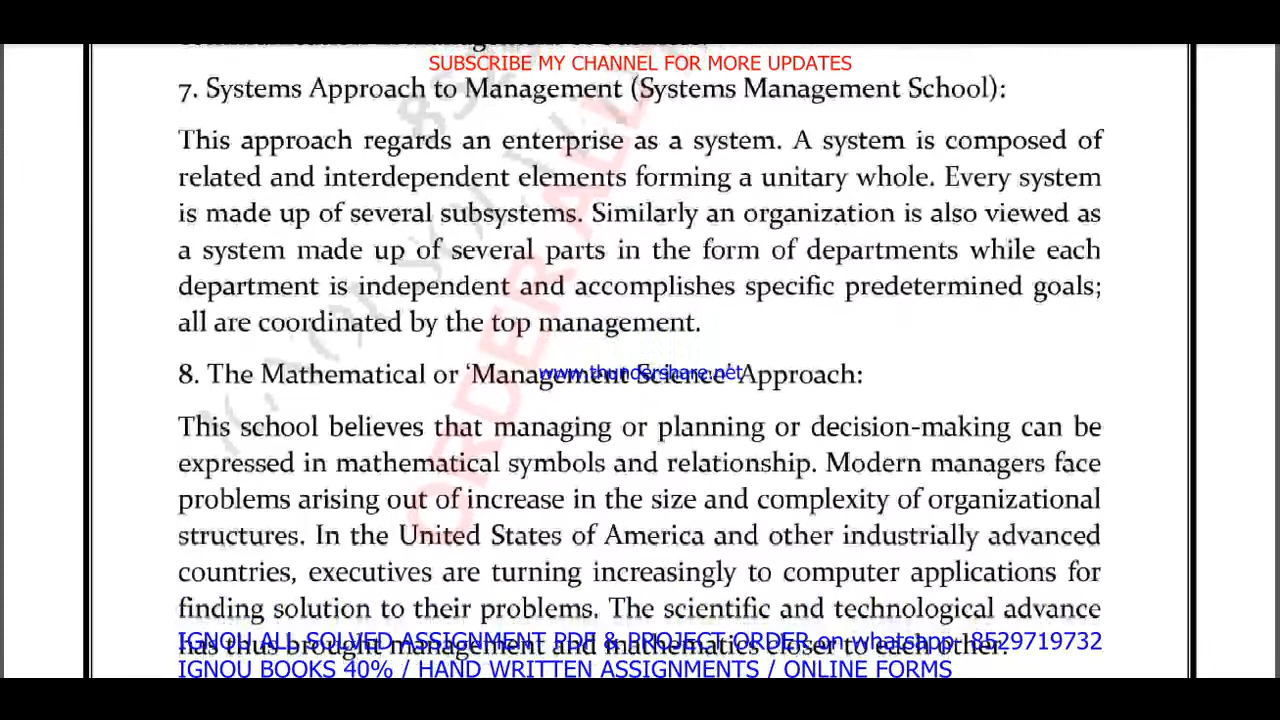 SUBSCRIBE MY CHANNEL FOR MORE UPDATES
7. Systems Approach to Management (Systems Management School):
This approach regards an enterprise as a system. A system is composed of
related and interdependent elements forming a unitary whole. Every system
is made up of several subsystems. Similarly an organization is also viewed as
a system made up of several parts in the form of departments while each
department is independent and accomplishes specific predetermined goals;
all are coordinated by the top management.
8. The Mathematical or ‘Management Science’ Approach:
www.thundershare.net
This school believes that managing or planning or decision-making can be
expressed in mathematical symbols and relationship. Modern managers face
problems arising out of increase in the size and complexity of organizational
structures. In the United States of America and other industrially advanced
countries, executives are turning increasingly to computer applications for
finding solution to their problems. The scientific and technological advance
has thus brought management and mathematics closer to each other.
IGNOU ALL SOLVED ASSIGNMENT PDF & PROJECT ORDER on whatsapp-8529719732
IGNOU BOOKS 40% / HAND WRITTEN ASSIGNMENTS / ONLINE FORMS